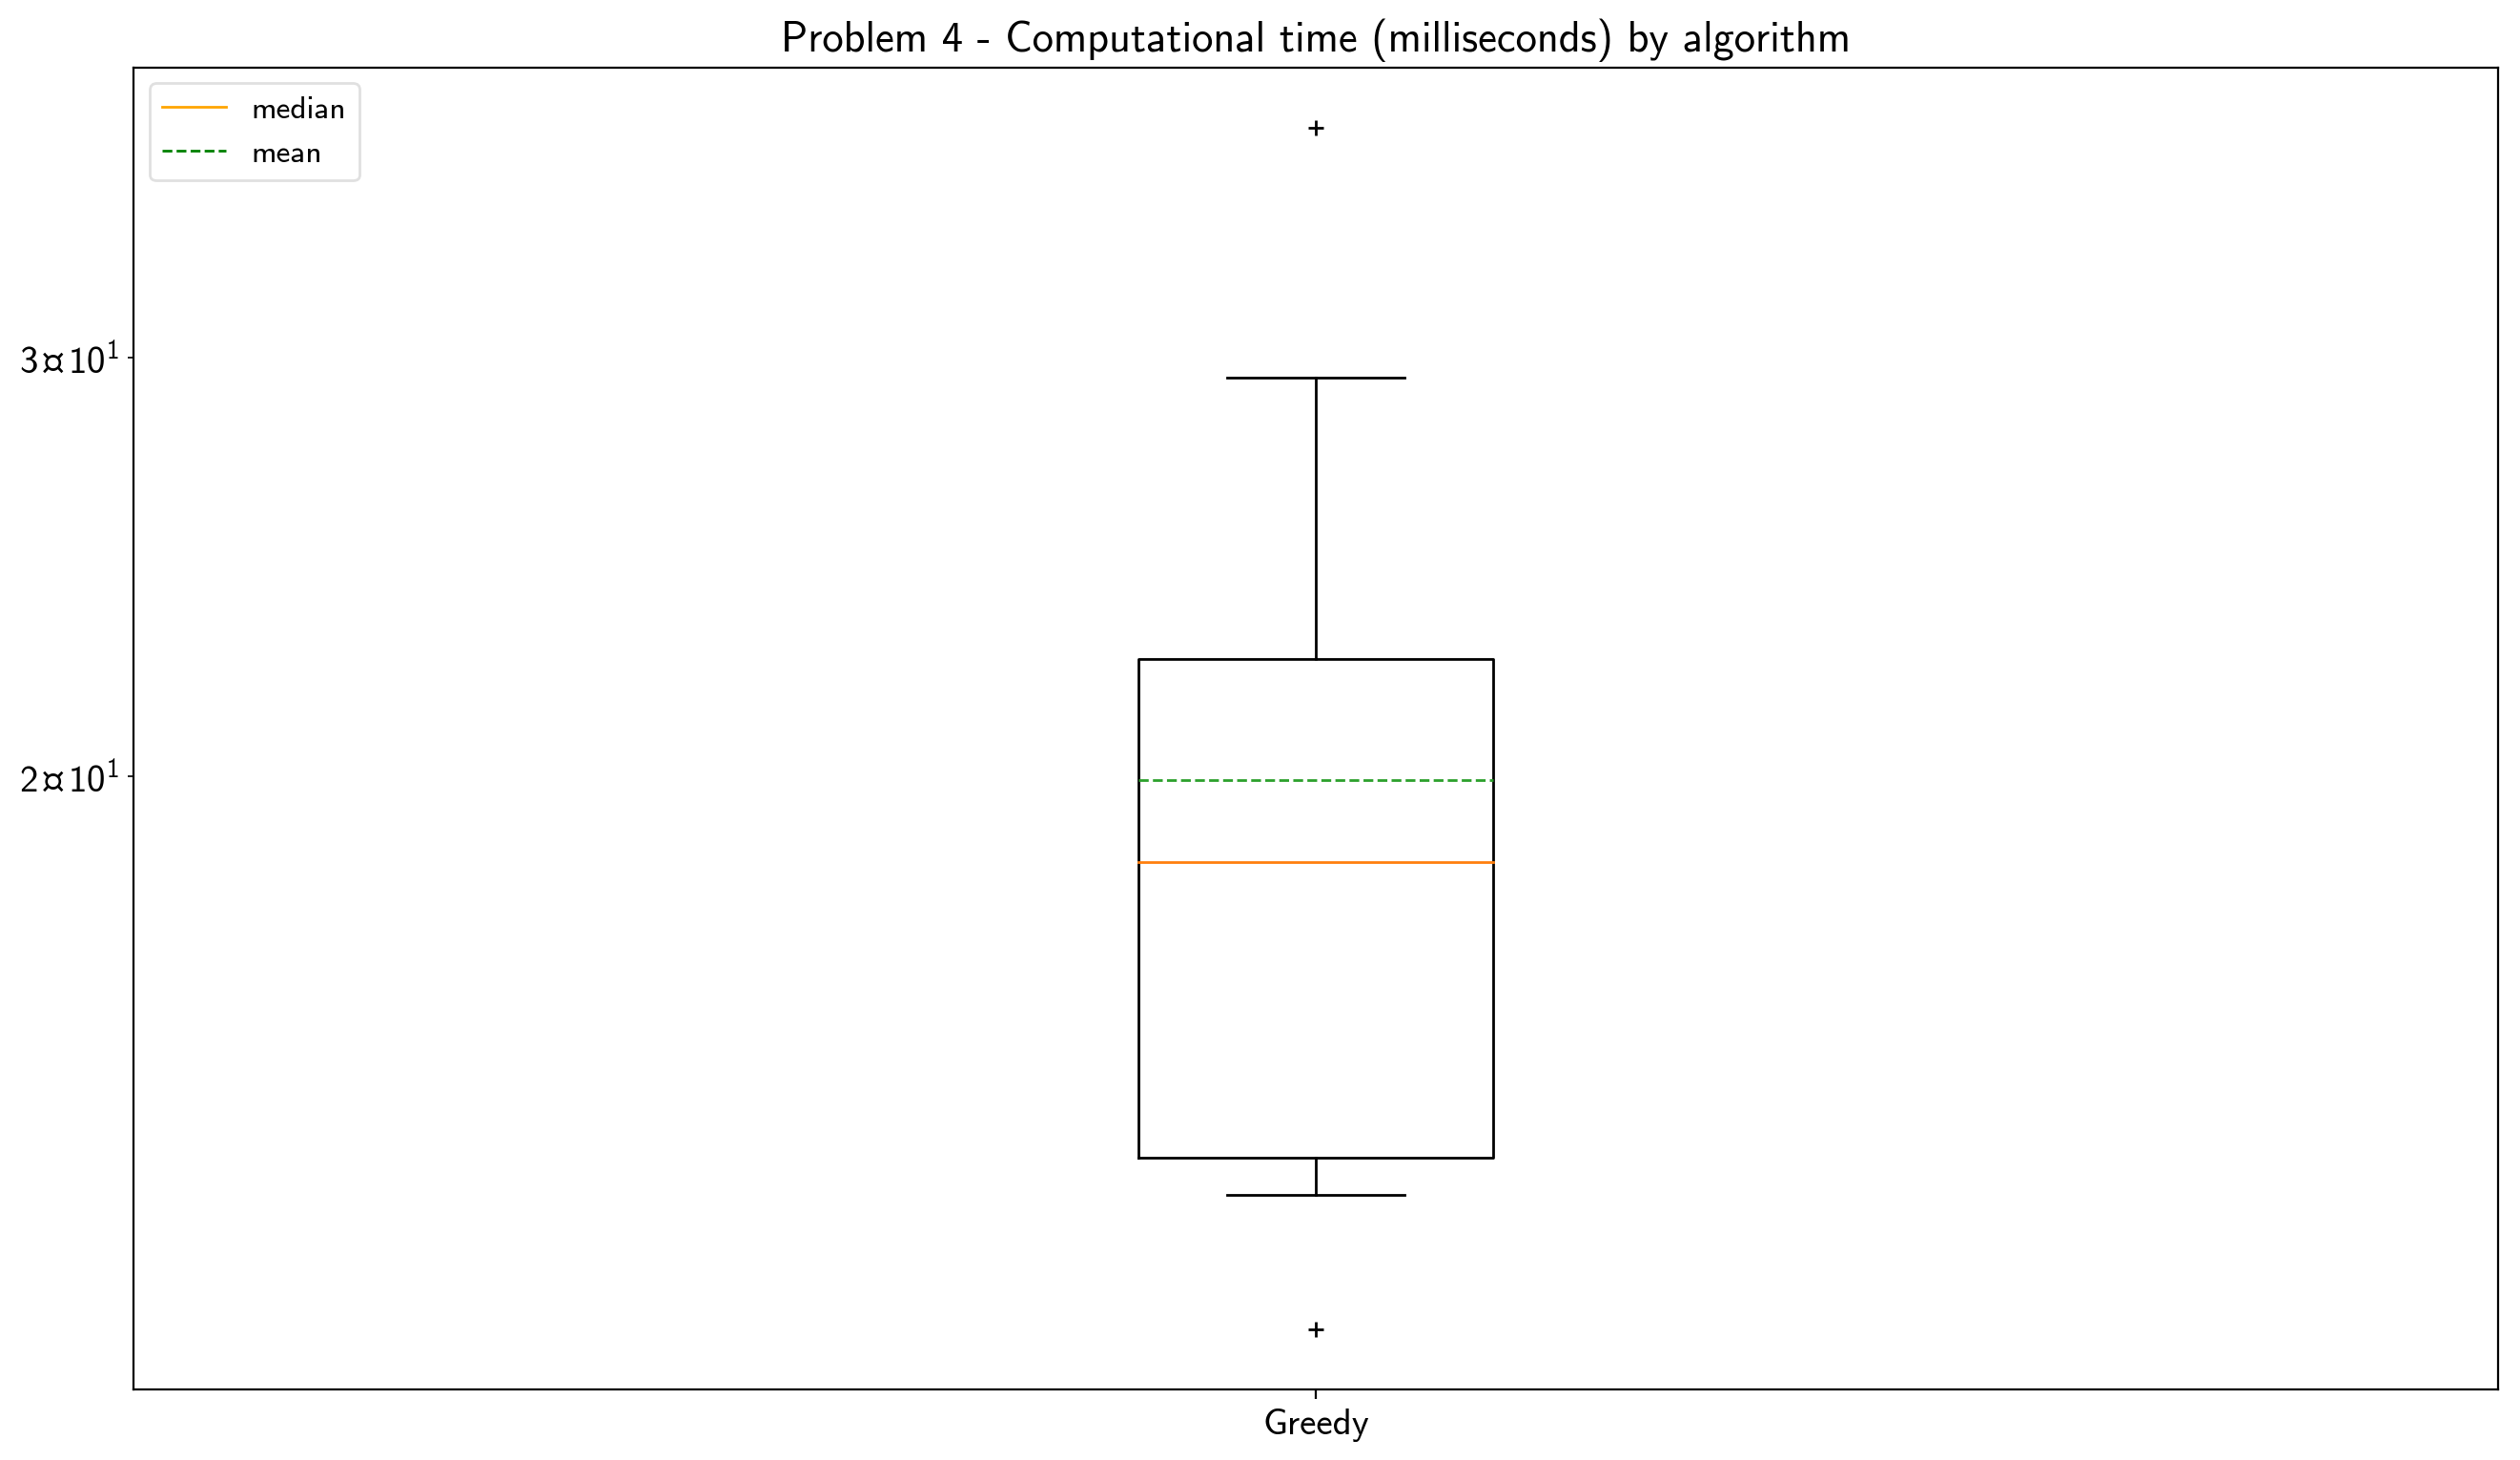 Problem 4 - Computational time (milliseconds) by algorithm
median
mean
3¤10¹
2¤10¹
Greedy